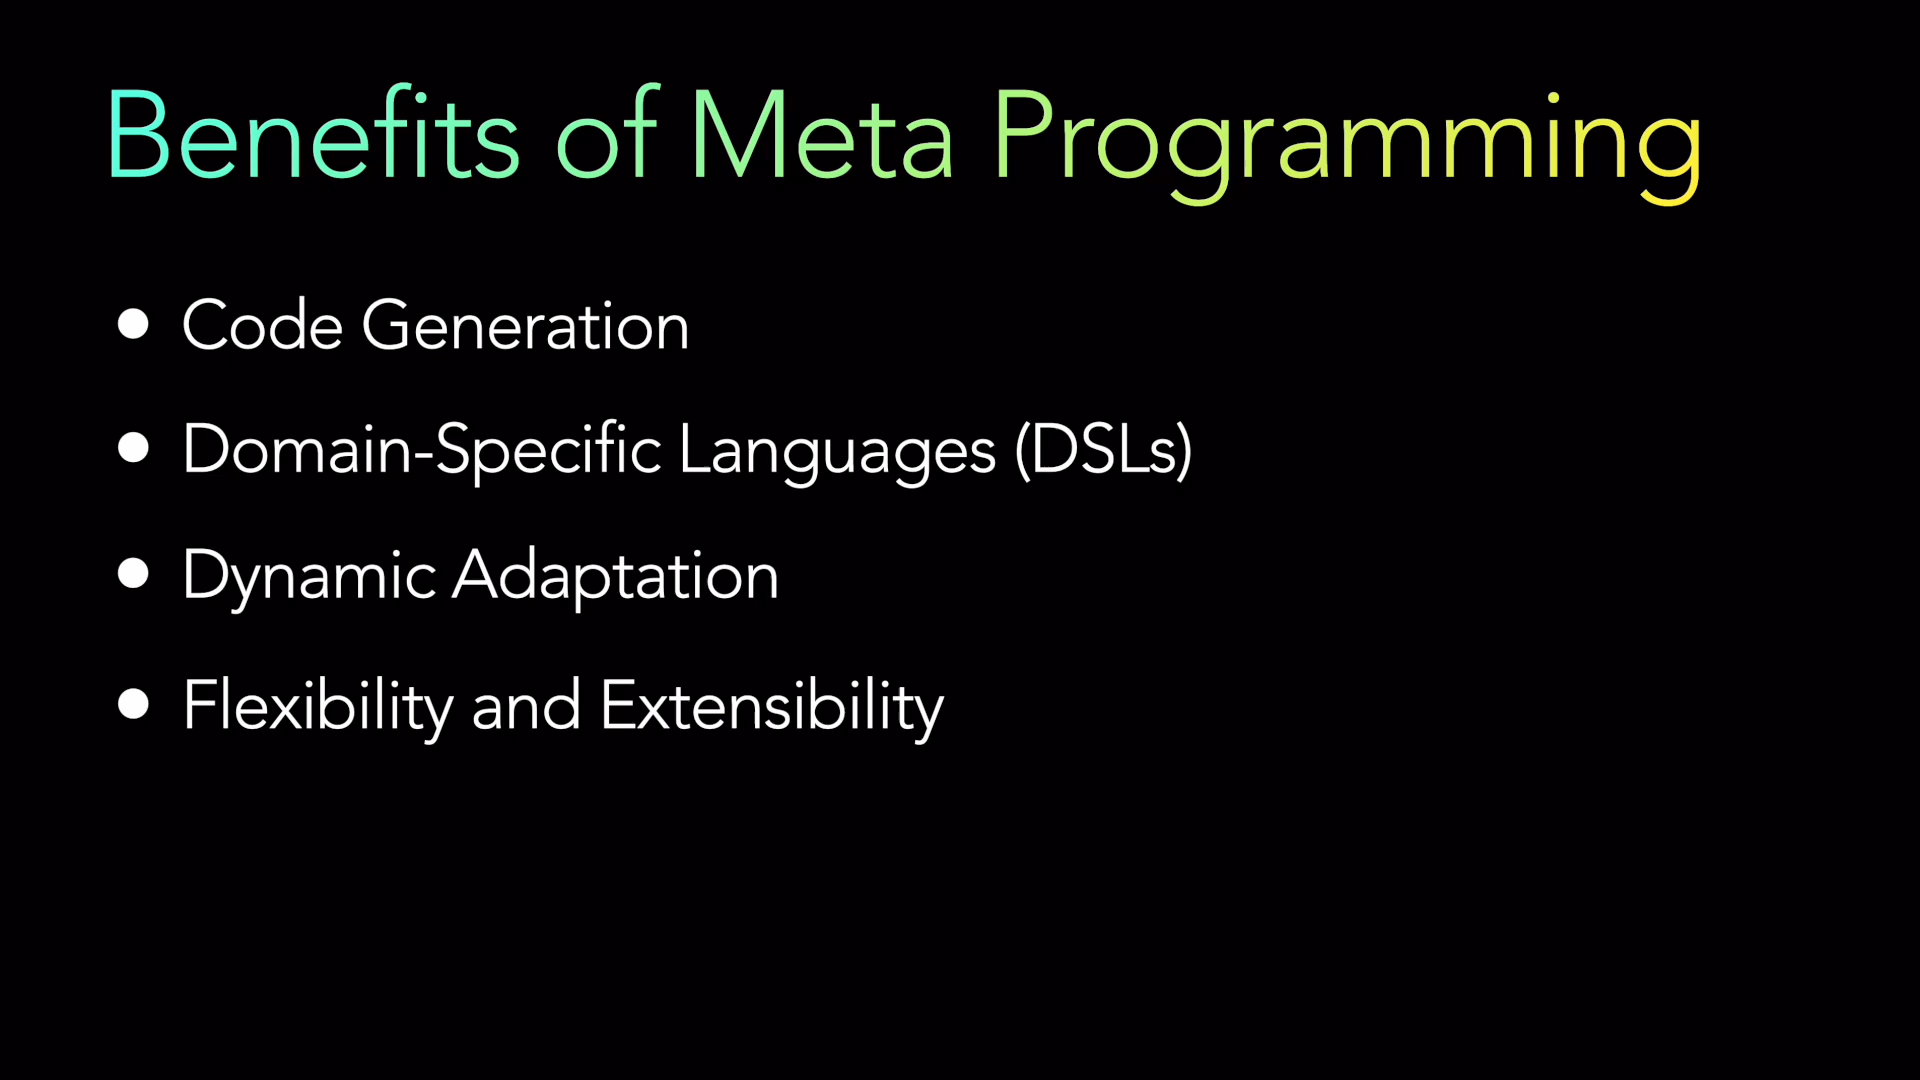 Benefits of Meta Programming
• Code Generation
• Domain-Specific Languages (DSLs)
• Dynamic Adaptation
• Flexibility and Extensibility